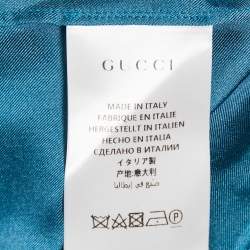 GUCCI
MADE IN ITALY
FABRIQUE EN ITALIE
HERGESTELLT IN ITALIEN
HECHO EN ITALIA
СДЕЛАНО В ИТАЛИИ
イタリア製
产地:意大利
صنع في إيطاليا
P